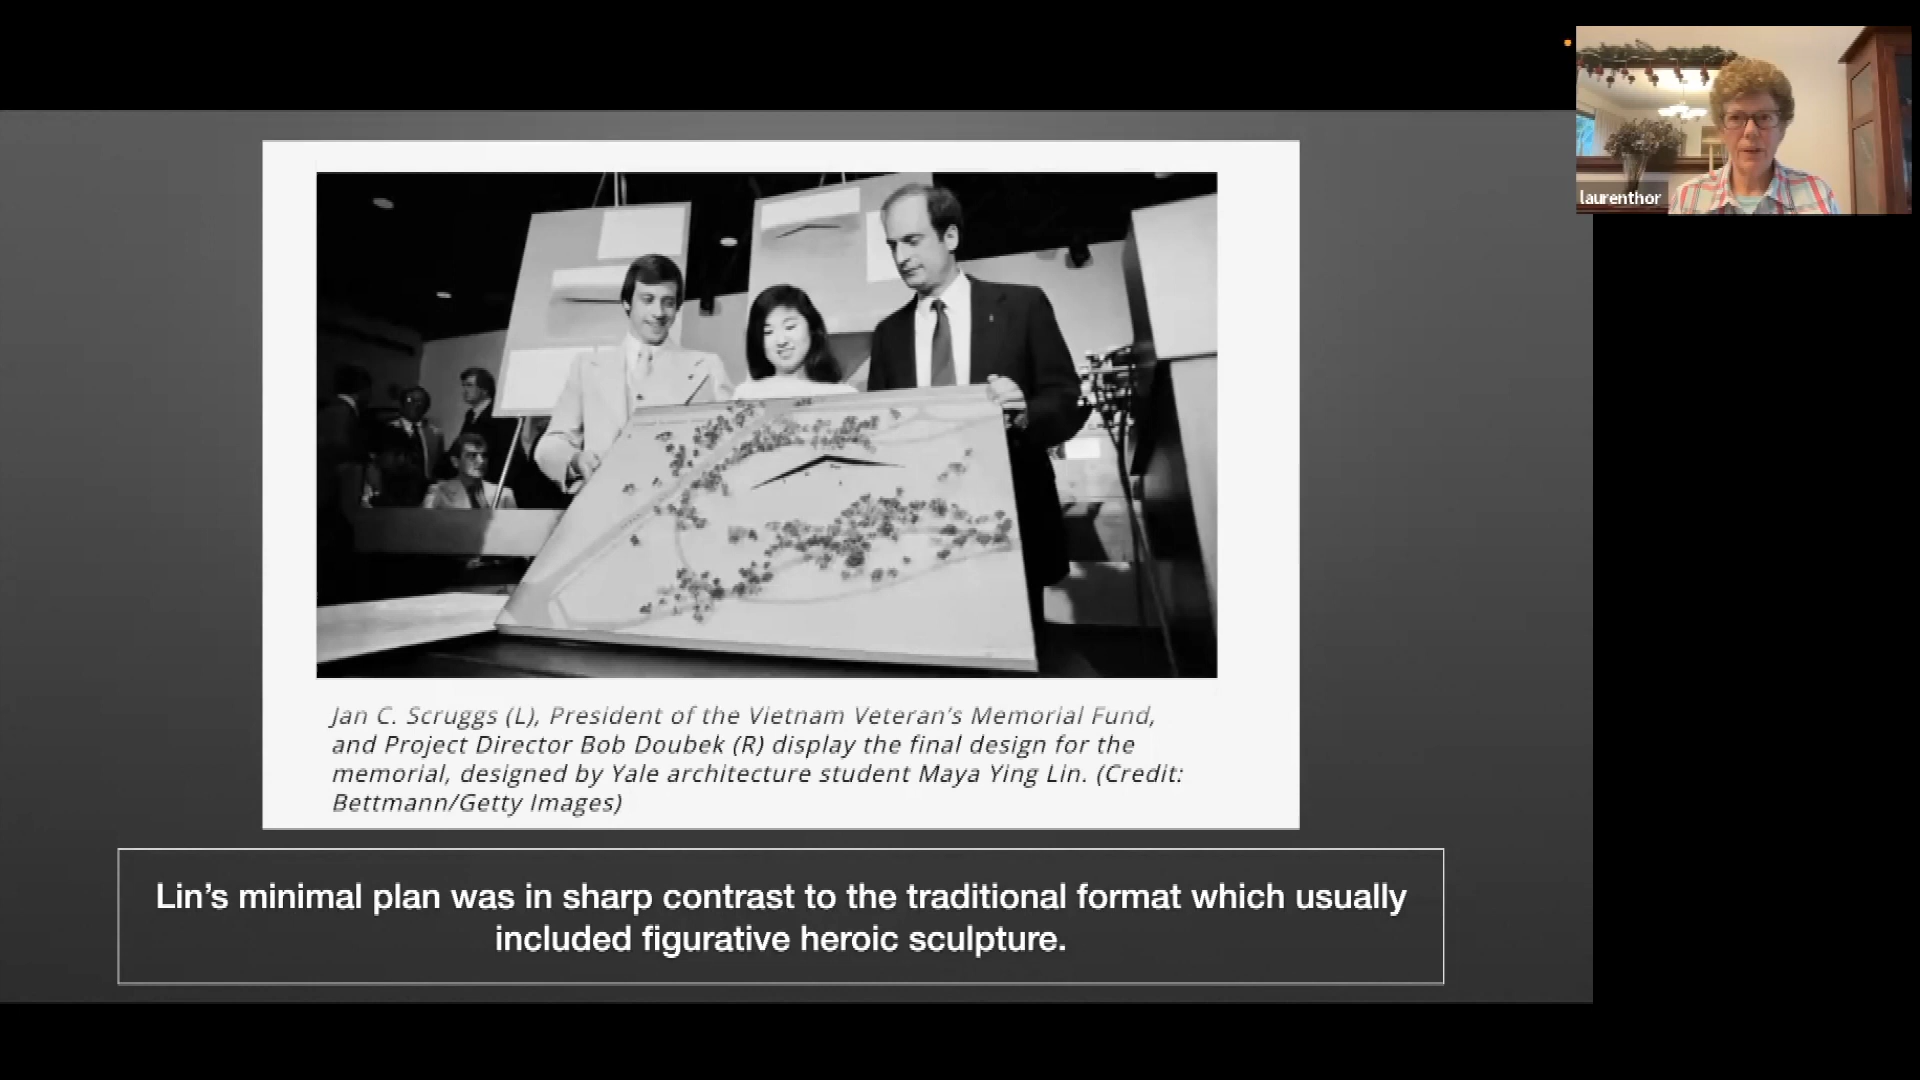 laurenthor
Jan C. Scruggs (L), President of the Vietnam Veteran's Memorial Fund,
and Project Director Bob Doubek (R) display the final design for the
memorial, designed by Yale architecture student Maya Ying Lin. (Credit:
Bettmann/Getty Images)
Lin's minimal plan was in sharp contrast to the traditional format which usually
included figurative heroic sculpture.